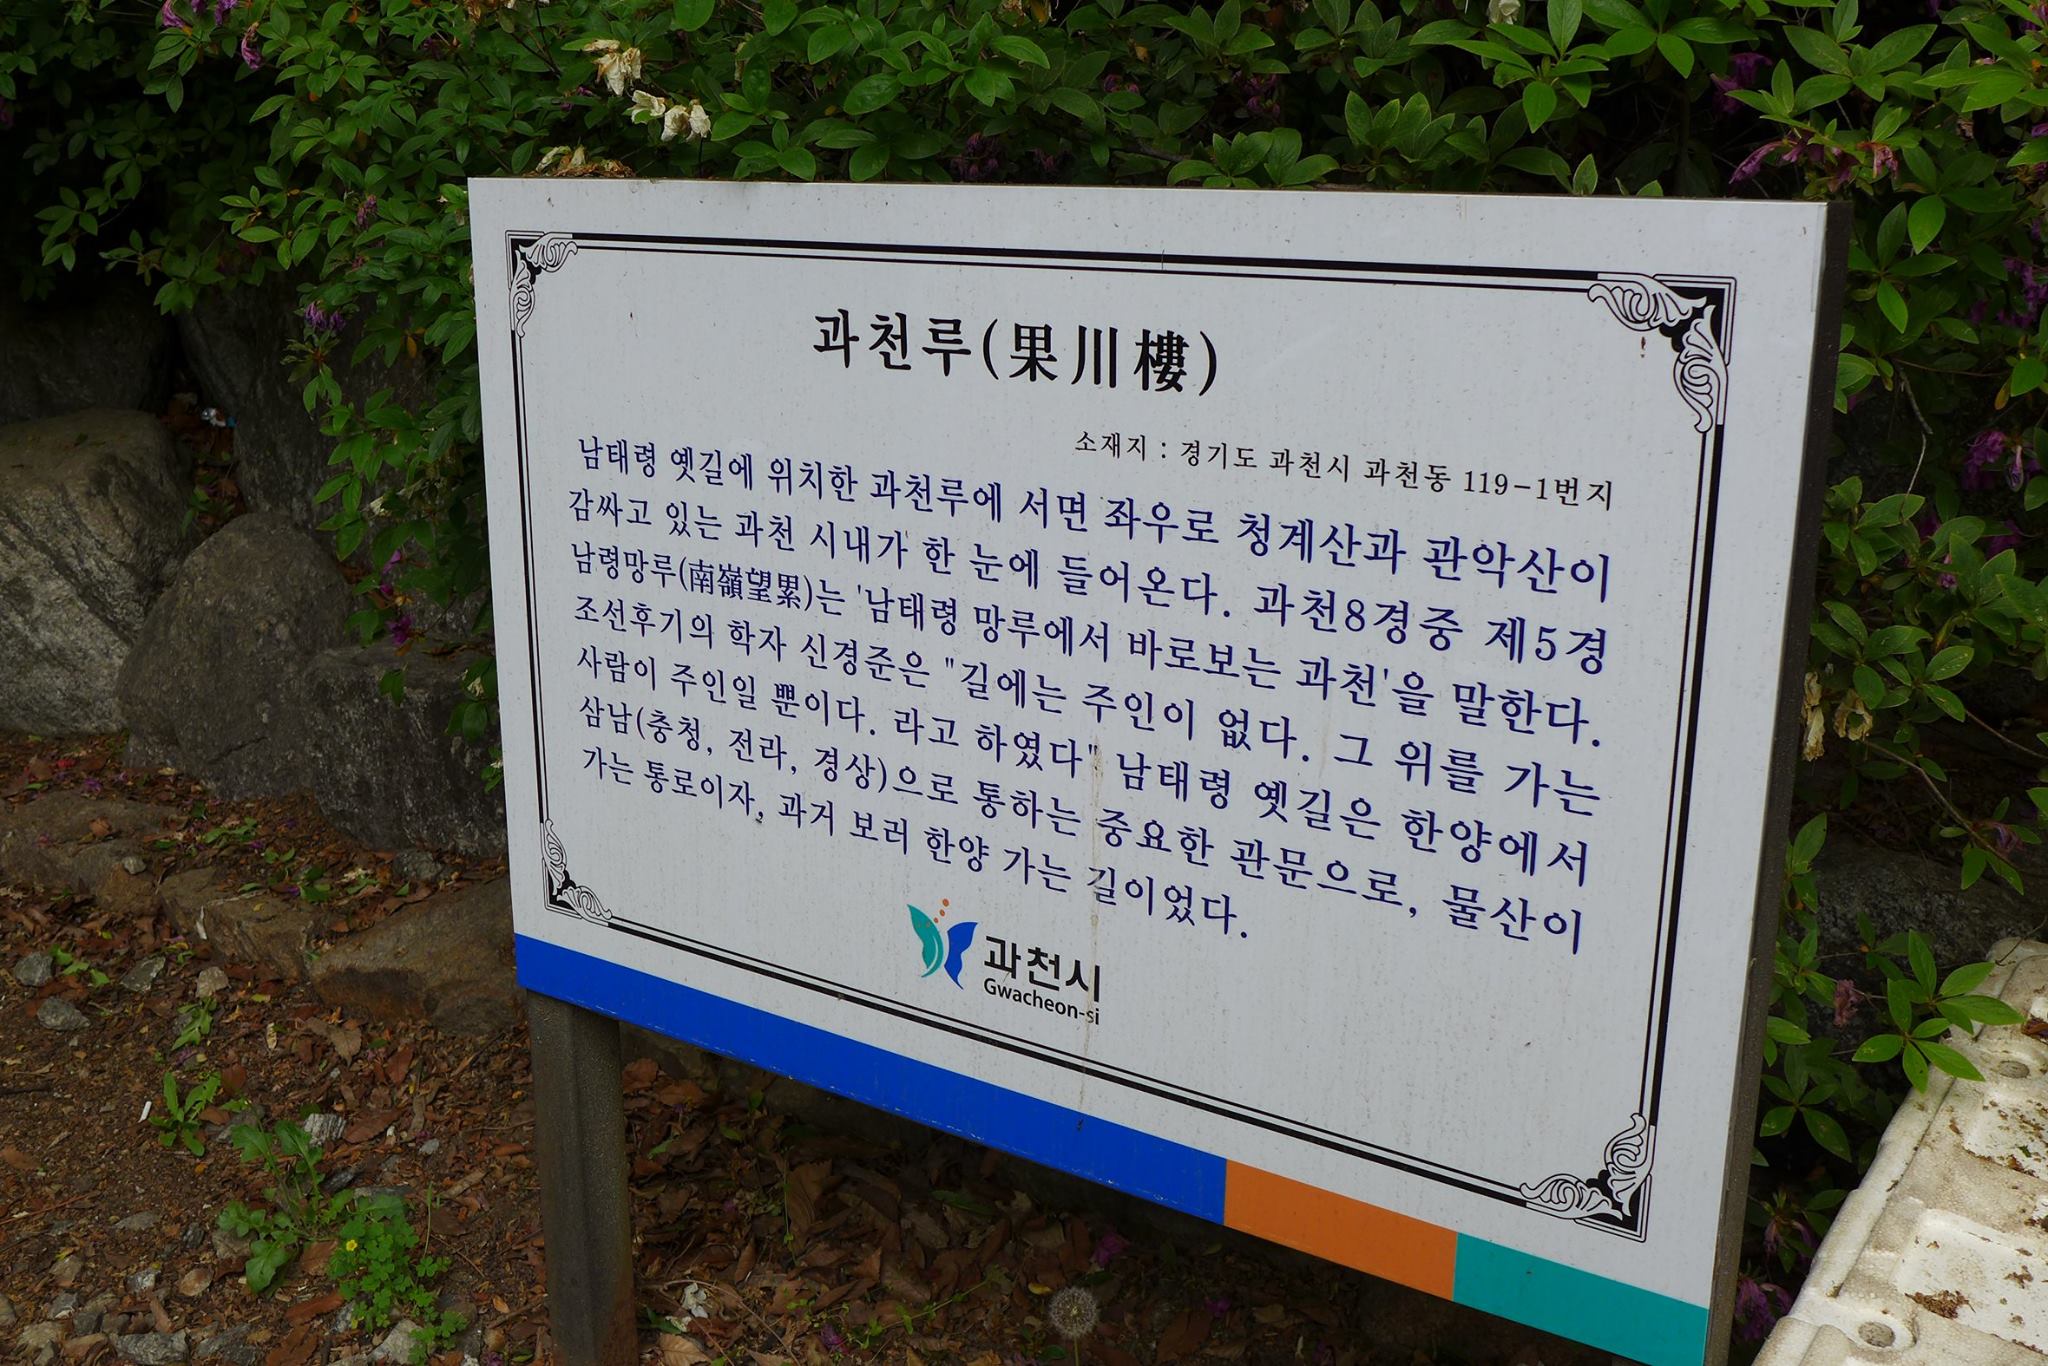 과천루(果川樓)
소재지 : 경기도 과천시 과천동 119-1번지
남태령 옛길에 위치한 과천루에 서면 좌우로 청계산과 관악산이
감싸고 있는 과천 시내가 한 눈에 들어온다. 과천8경중 제5경
남령망루(南嶺望累)는 '남태령 망루에서 바로보는 과천'을 말한다.
조선후기의 학자 신경준은 "길에는 주인이 없다. 그 위를 가는
사람이 주인일 뿐이다. 라고 하였다" 남태령 옛길은 한양에서
삼남(충청, 전라, 경상)으로 통하는 중요한 관문으로, 물산이
가는 통로이자, 과거 보러 한양 가는 길이었다.
과천시
Gwacheon-si